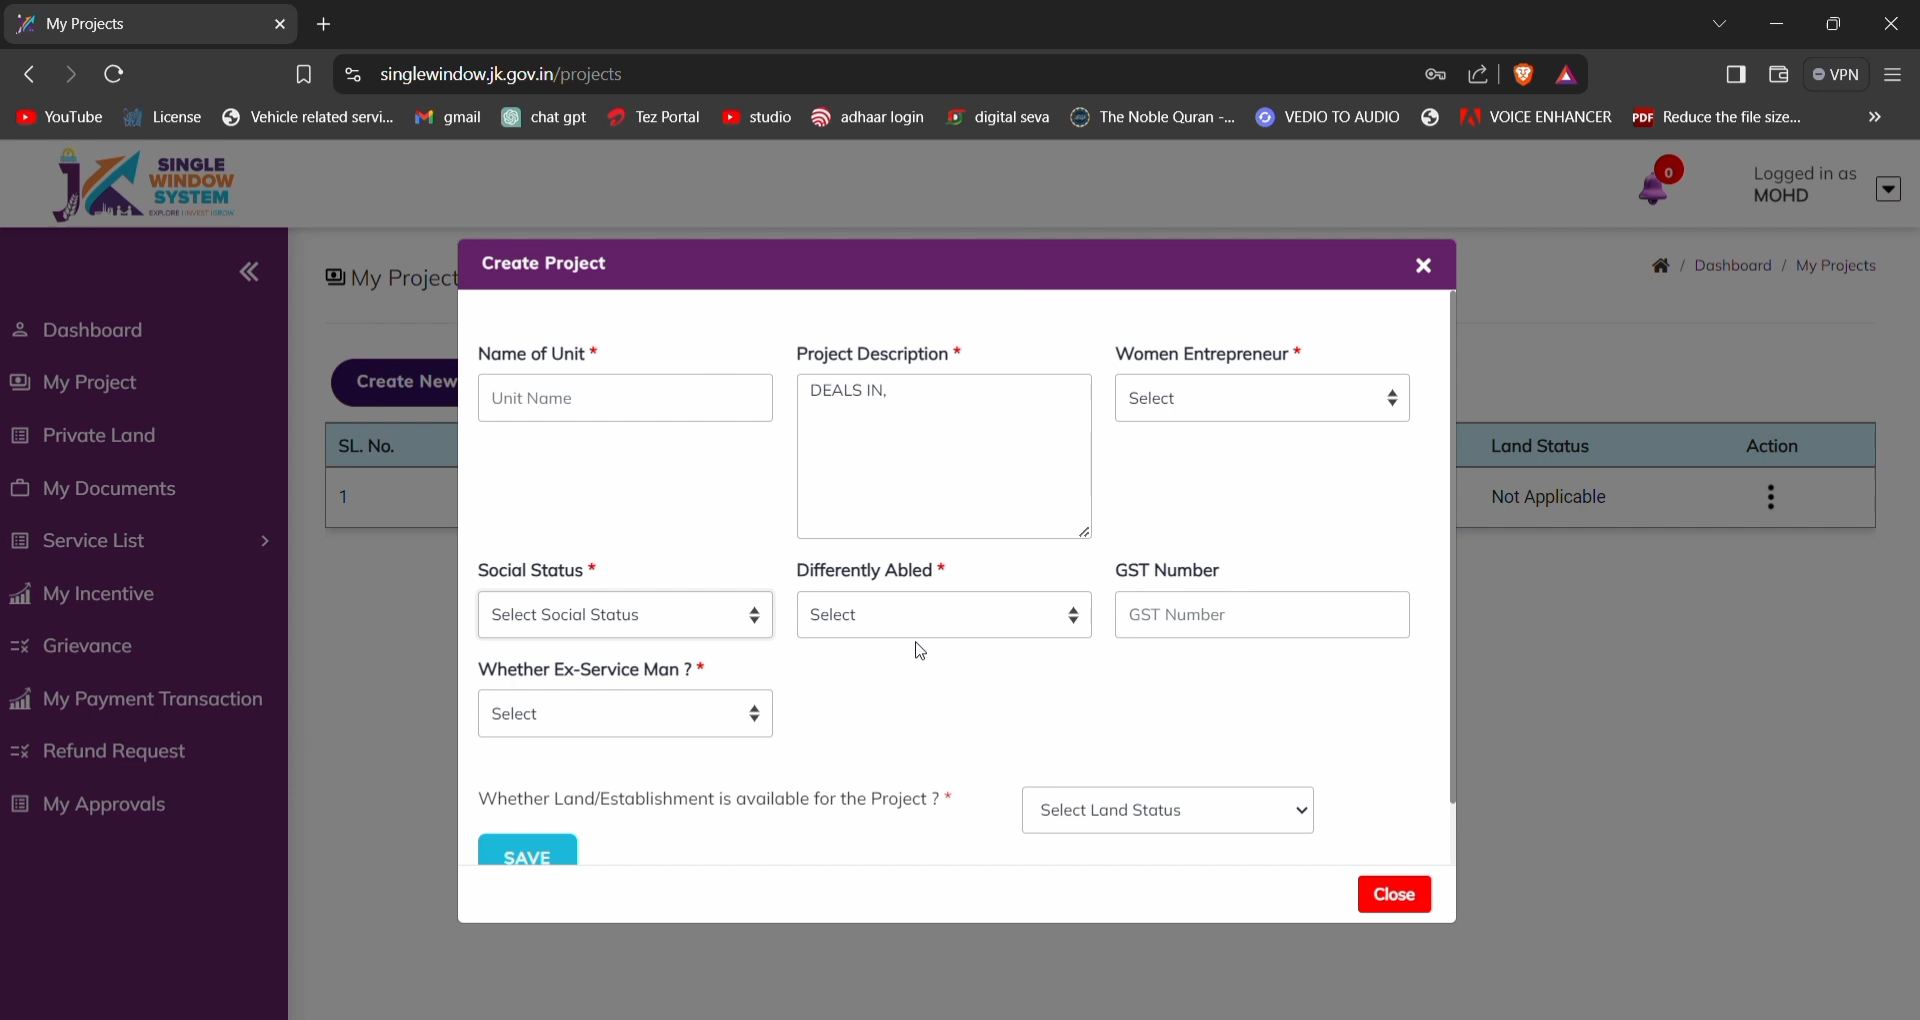 My Projects
singlewindow.jk.gov.in/projects
VPN
YouTube
License
Vehicle related servi...
gmail
chat gpt
Tez Portal
studio
adhaar login
digital seva
The Noble Quran -...
VEDIO TO AUDIO
VOICE ENHANCER
PDF Reduce the file size...
JK SINGLE
WINDOW
SYSTEM
EXPLORE | INVEST | GROW
0
Logged in as
MOHD
Dashboard
My Project
Private Land
My Documents
Service List
My Incentive
Grievance
My Payment Transaction
Refund Request
My Approvals
My Project
/ Dashboard / My Projects
Create New
SL. No.
Land Status
Action
1
Not Applicable
Create Project
Name of Unit *
Project Description *
Women Entrepreneur *
Unit Name
DEALS IN,
Select
Social Status *
Differently Abled *
GST Number
Select Social Status
Select
GST Number
Whether Ex-Service Man ? *
Select
Whether Land/Establishment is available for the Project ? *
Select Land Status
SAVE
Close